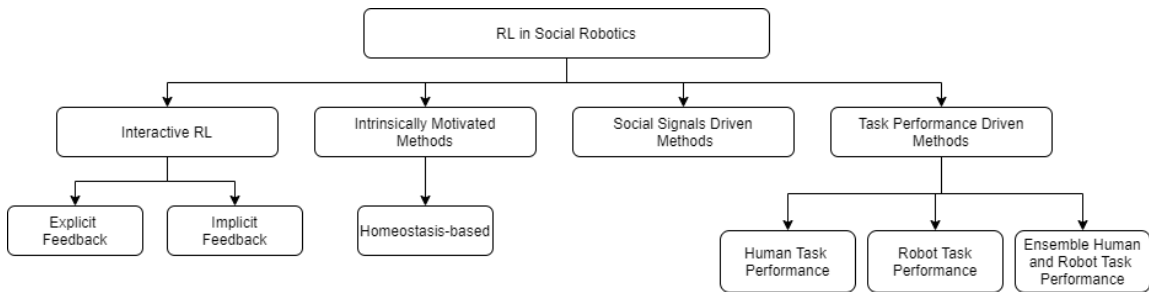 RL in Social Robotics
Interactive RL
Intrinsically Motivated
Methods
Social Signals Driven
Methods
Task Performance Driven
Methods
Explicit
Feedback
Implicit
Feedback
Homeostasis-based
Human Task
Performance
Robot Task
Performance
Ensemble Human
and Robot Task
Performance